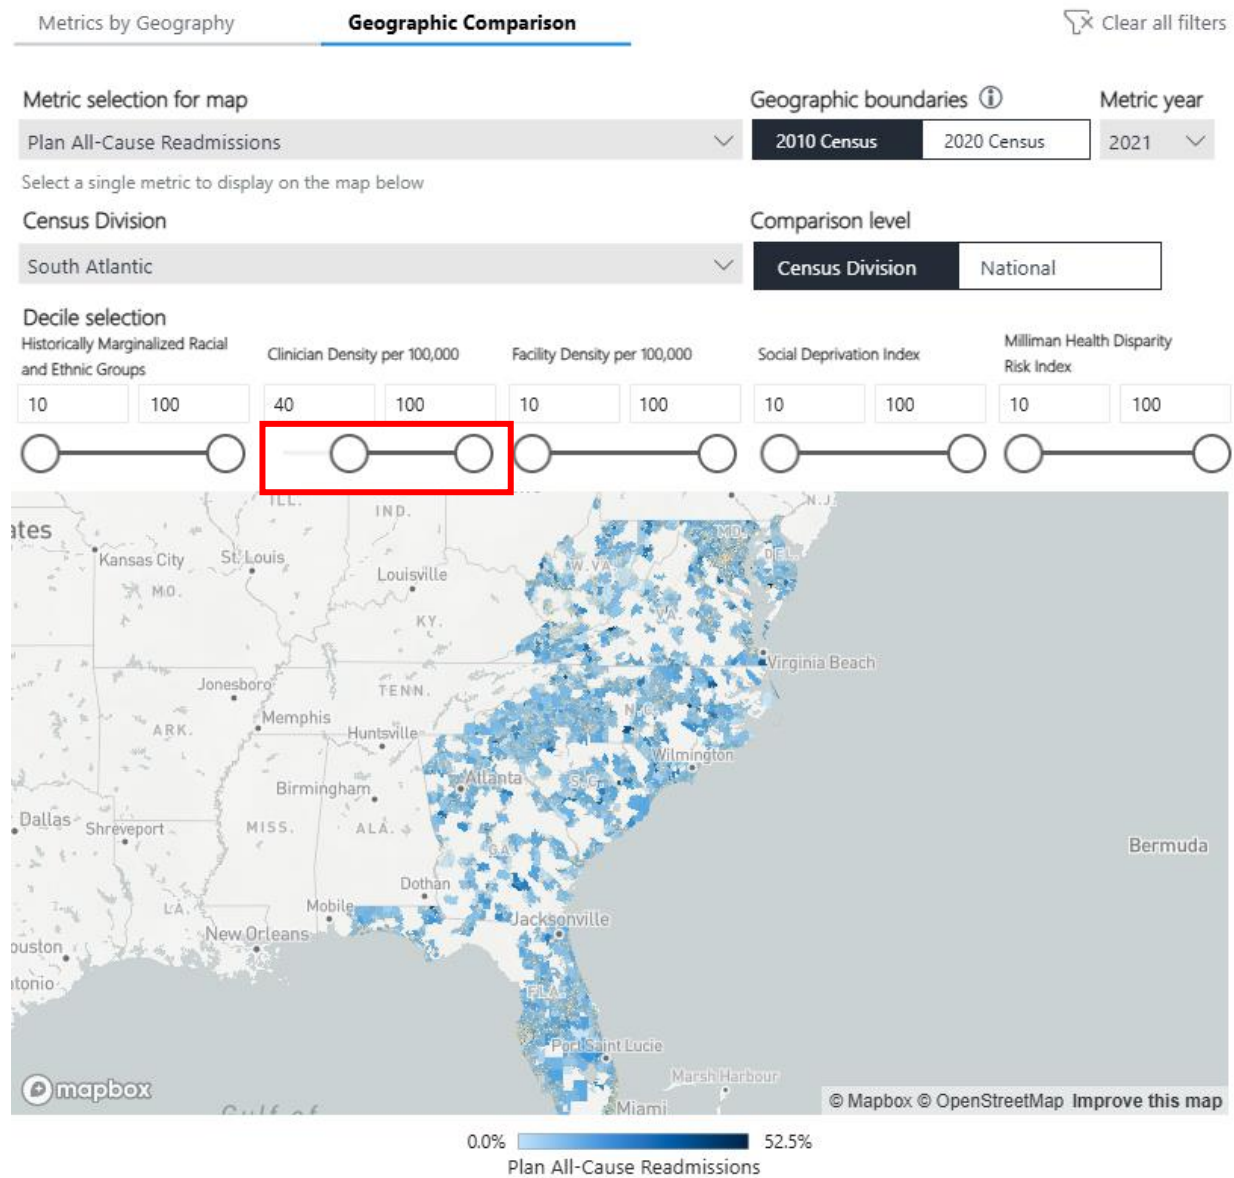 Metrics by Geography
Geographic Comparison
Clear all filters
Metric selection for map
Geographic boundaries
Metric year
Plan All-Cause Readmissions
2010 Census
2020 Census
2021
Select a single metric to display on the map below
Census Division
Comparison level
South Atlantic
Census Division
National
Decile selection
Historically Marginalized Racial
and Ethnic Groups
Clinician Density per 100,000
Facility Density per 100,000
Social Deprivation Index
Milliman Health Disparity
Risk Index
10
100
40
100
10
100
10
100
10
100
ILL.
IND.
N.J.
ates
Kansas City
St. Louis
Louisville
W.VA.
MD.
DEL.
MO.
KY.
VA.
Virginia Beach
Jonesboro
TENN.
Memphis
N.C.
ARK.
Huntsville
Wilmington
Atlanta
S.C.
Birmingham
Dallas
Shreveport
MISS.
ALA.
GA.
Bermuda
Dothan
LA.
Mobile
Jacksonville
New Orleans
ouston
ntonio
FLA.
Port Saint Lucie
Marsh Harbour
mapbox
Gulf of
Miami
© Mapbox © OpenStreetMap Improve this map
0.0%
52.5%
Plan All-Cause Readmissions